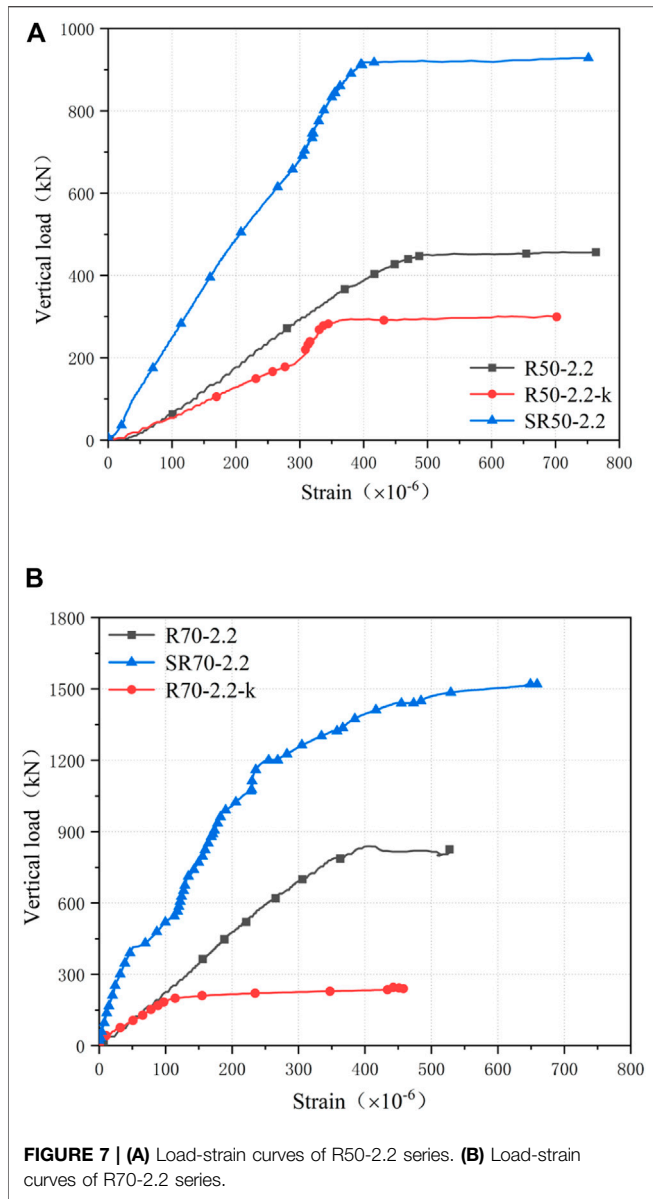 A
1000
800
600
400
200
0
Vertical load（kN）
R50-2.2
R50-2.2-k
SR50-2.2
0 100 200 300 400 500 600 700 800
Strain（×10-6）
B
1800
1500
1200
900
600
300
0
Vertical load（kN）
R70-2.2
SR70-2.2
R70-2.2-k
0 100 200 300 400 500 600 700 800
Strain（×10-6）
FIGURE 7 | (A) Load-strain curves of R50-2.2 series. (B) Load-strain
curves of R70-2.2 series.